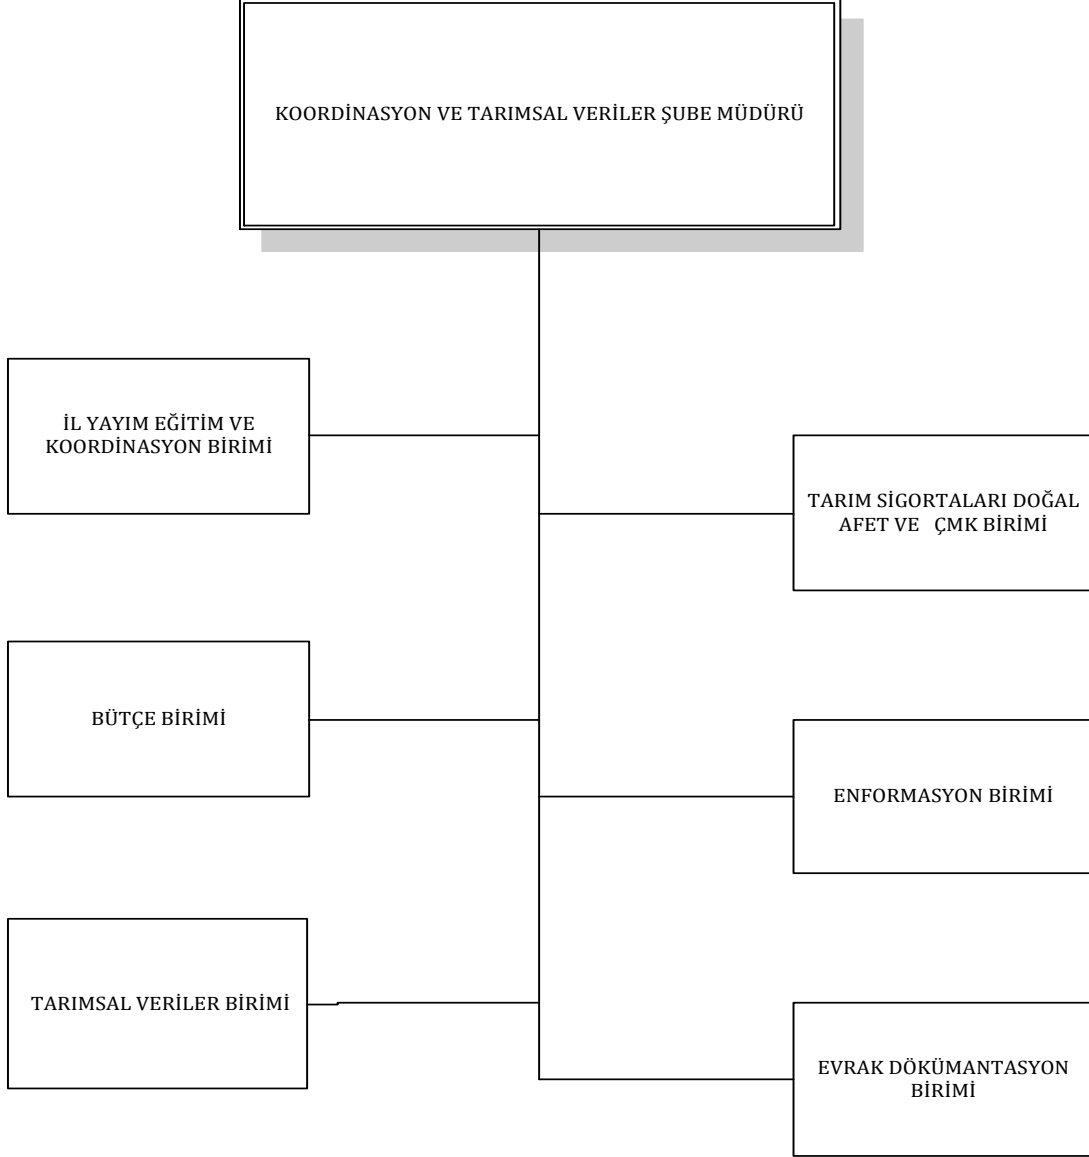 KOORDİNASYON VE TARIMSAL VERİLER ŞUBE MÜDÜRÜ
İL YAYIM EĞİTİM VE
KOORDİNASYON BİRİMİ
TARIM SİGORTALARI DOĞAL
AFET VE ÇMK BİRİMİ
BÜTÇE BİRİMİ
ENFORMASYON BİRİMİ
TARIMSAL VERİLER BİRİMİ
EVRAK DÖKÜMANTASYON
BİRİMİ